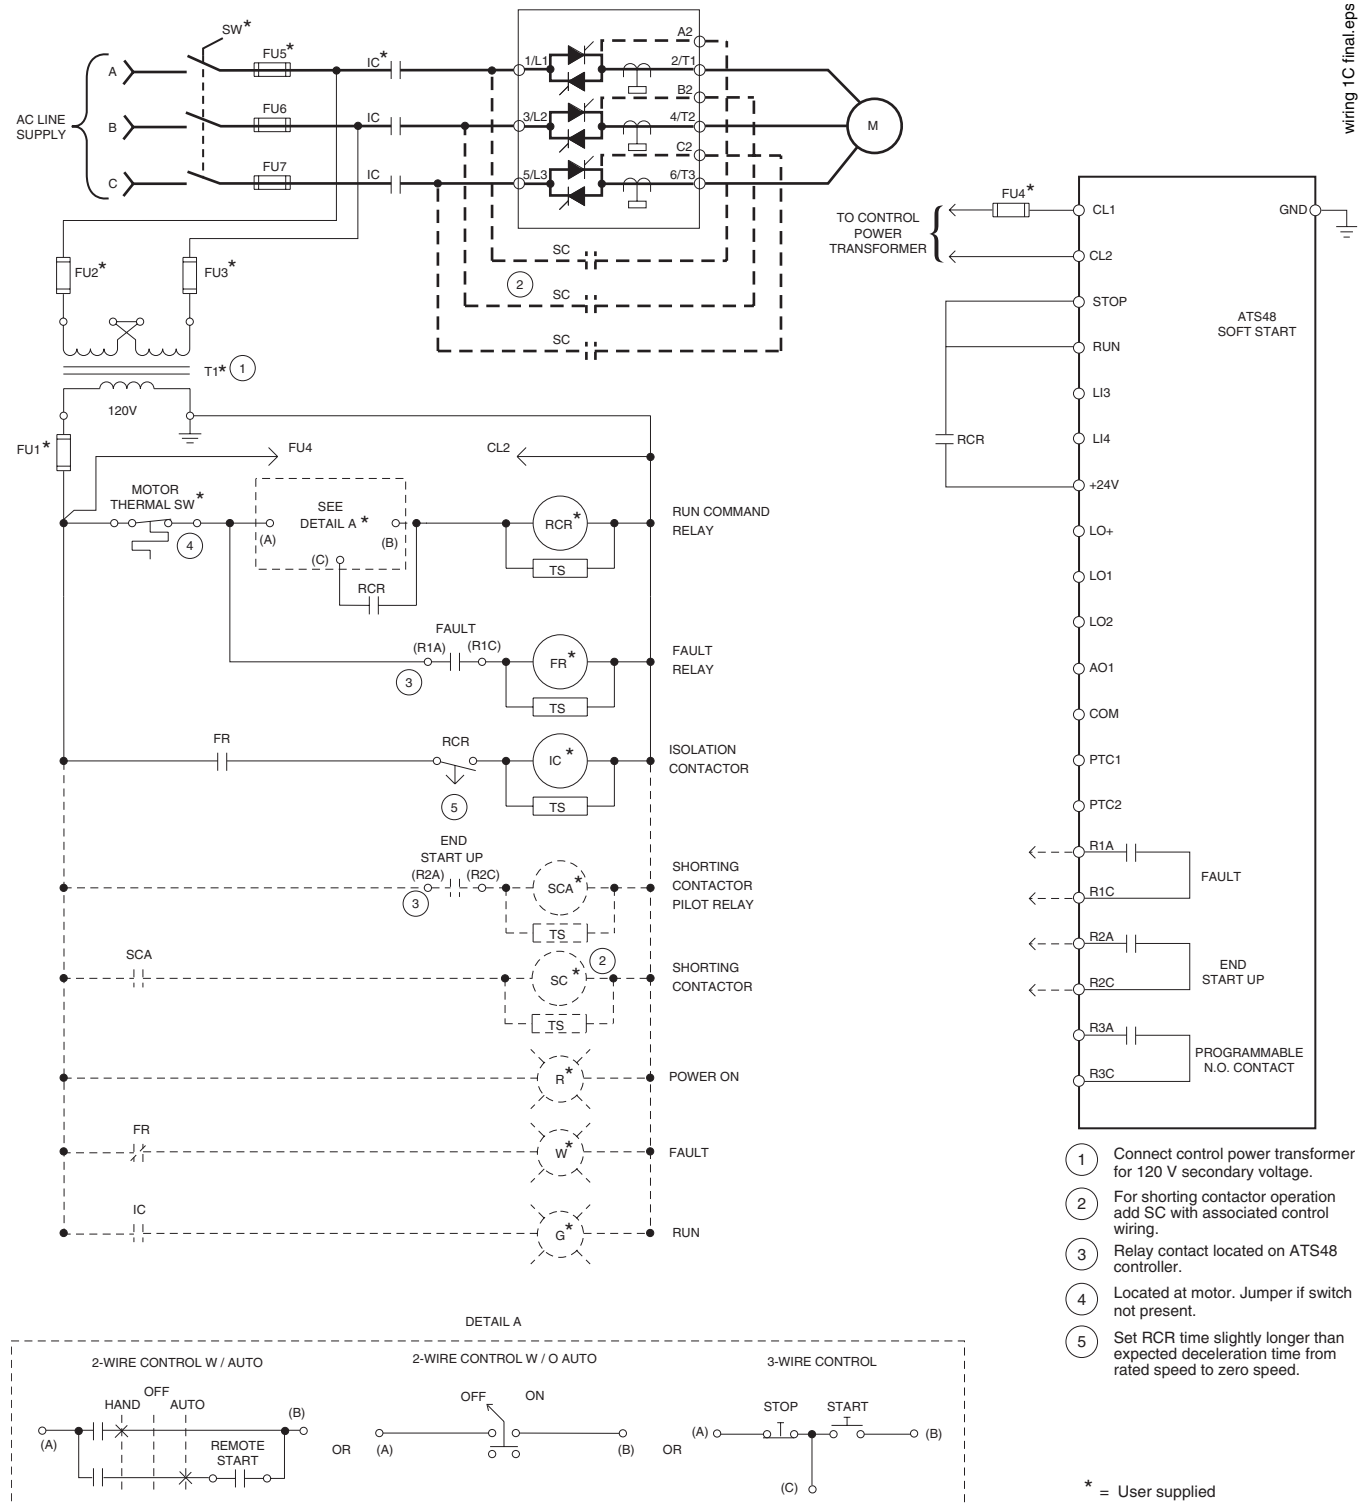 wiring 1C final.eps
SW*
FU5*
IC*
A2
1/L1
2/T1
A
B2
FU6
IC
3/L2
4/T2
AC LINE
SUPPLY
B
M
C2
FU7
IC
5/L3
6/T3
C
FU2*
FU3*
SC
2
SC
SC
T1*
1
120V
FU1*
FU4
CL2
MOTOR
THERMAL SW*
4
SEE
DETAIL A*
(A)
(B)
(C)
RCR
RCR*
TS
RUN COMMAND
RELAY
FAULT
(R1A)
(R1C)
3
FR*
TS
FAULT
RELAY
FR
RCR
5
IC*
TS
ISOLATION
CONTACTOR
END
START UP
(R2A)
(R2C)
3
SCA*
TS
SHORTING
CONTACTOR
PILOT RELAY
SCA
SC*
2
TS
SHORTING
CONTACTOR
R*
POWER ON
FR
W*
FAULT
IC
G*
RUN
TO CONTROL
POWER
TRANSFORMER
FU4*
CL1
GND
CL2
STOP
ATS48
SOFT START
RUN
LI3
LI4
RCR
+24V
LO+
LO1
LO2
AO1
COM
PTC1
PTC2
R1A
FAULT
R1C
R2A
END
START UP
R2C
R3A
PROGRAMMABLE
N.O. CONTACT
R3C
1 Connect control power transformer
for 120 V secondary voltage.
2 For shorting contactor operation
add SC with associated control
wiring.
3 Relay contact located on ATS48
controller.
4 Located at motor. Jumper if switch
not present.
5 Set RCR time slightly longer than
expected deceleration time from
rated speed to zero speed.
DETAIL A
2-WIRE CONTROL W / AUTO
HAND
OFF
AUTO
(A)
(B)
REMOTE
START
OR
2-WIRE CONTROL W / O AUTO
OFF
ON
(A)
(B)
OR
3-WIRE CONTROL
STOP
START
(A)
(B)
(C)
* = User supplied